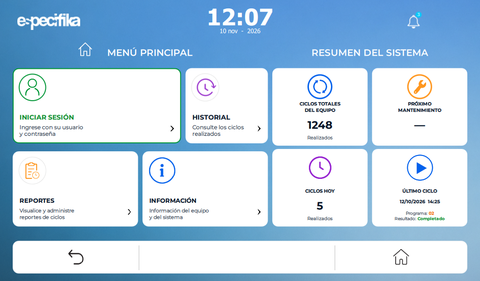 e-pecifika
12:07
10 nov - 2026
MENÚ PRINCIPAL
RESUMEN DEL SISTEMA
INICIAR SESIÓN
Ingrese con su usuario
y contraseña
HISTORIAL
Consulte los ciclos
realizados
REPORTES
Visualice y administre
reportes de ciclos
INFORMACIÓN
Información del equipo
y del sistema
CICLOS TOTALES
DEL EQUIPO
1248
Realizados
PRÓXIMO
MANTENIMIENTO
—
CICLOS HOY
5
Realizados
ÚLTIMO CICLO
12/10/2026 14:25
Resultado: Completado